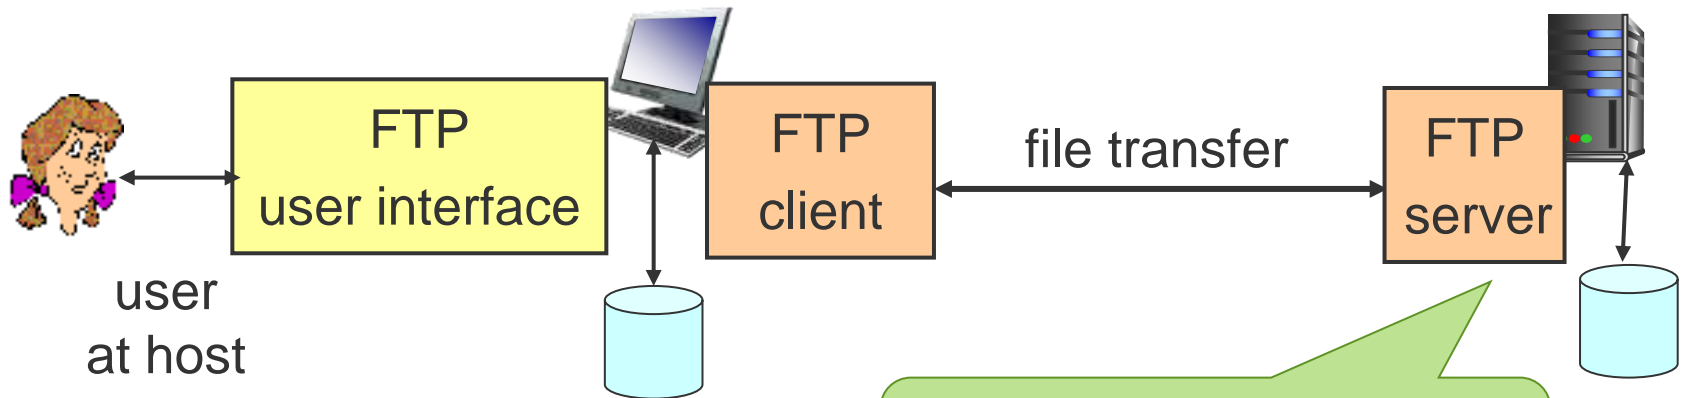 FTP
user interface
FTP
client
file transfer
FTP
server
user
at host